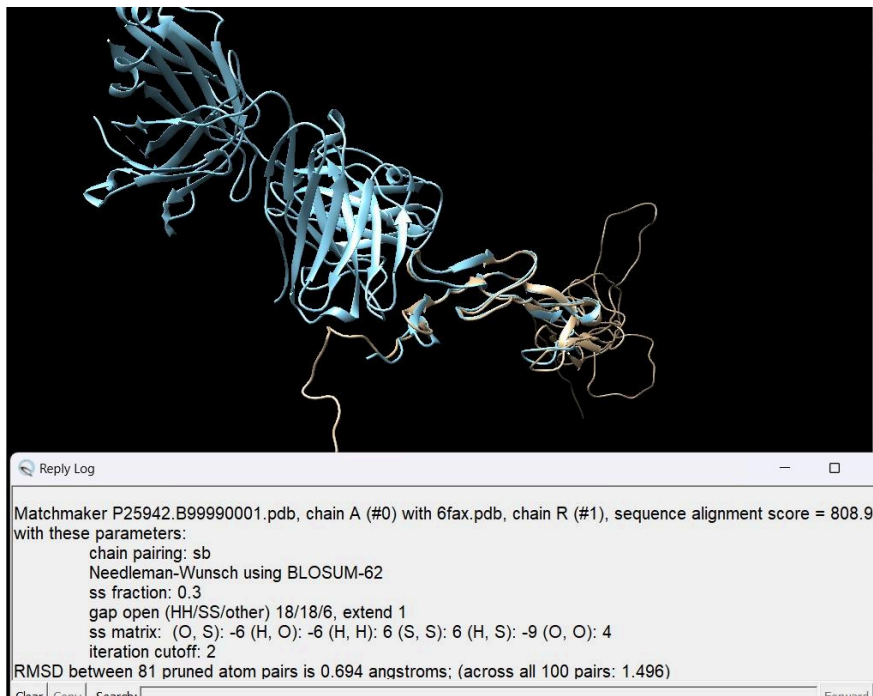 Reply Log
Matchmaker P25942.B99990001.pdb, chain A (#0) with 6fax.pdb, chain R (#1), sequence alignment score = 808.9
with these parameters:
chain pairing: sb
Needleman-Wunsch using BLOSUM-62
ss fraction: 0.3
gap open (HH/SS/other) 18/18/6, extend 1
ss matrix: (O, S): -6 (H, O): -6 (H, H): 6 (S, S): 6 (H, S): -9 (O, O): 4
iteration cutoff: 2
RMSD between 81 pruned atom pairs is 0.694 angstroms; (across all 100 pairs: 1.496)
Clear Copy Search: Forward